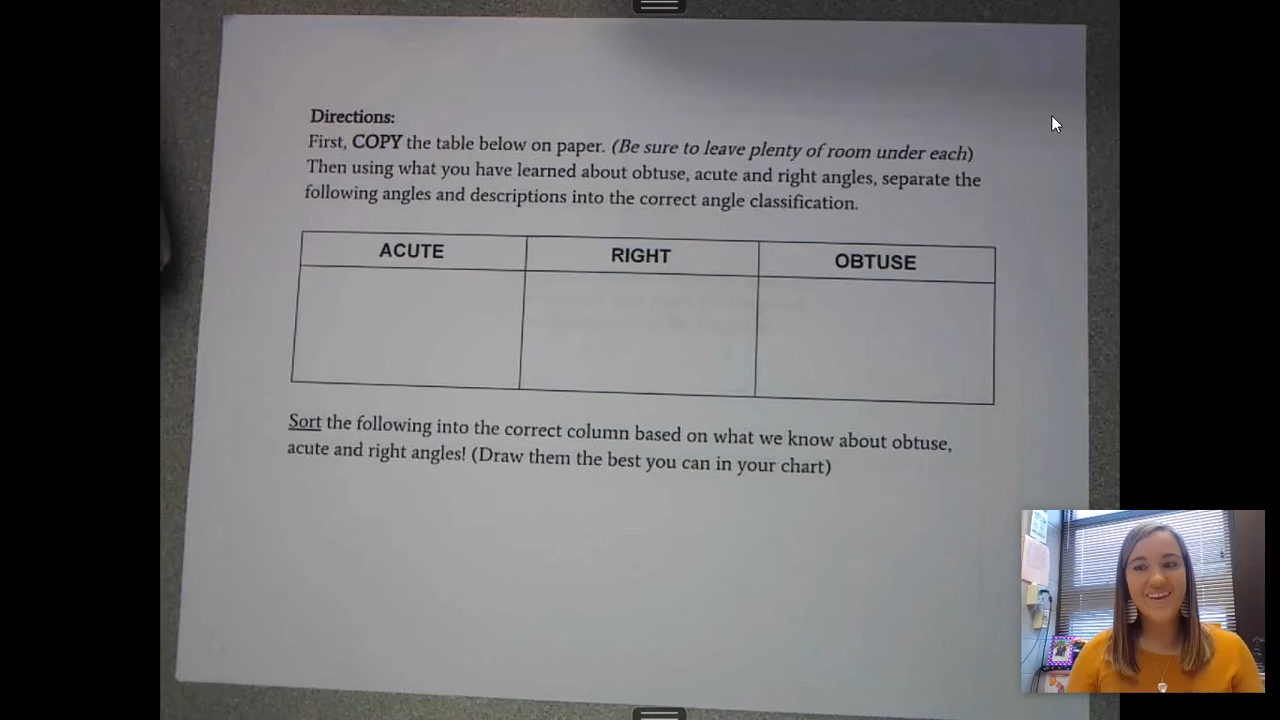 Directions:
First, COPY the table below on paper. (Be sure to leave plenty of room under each)
Then using what you have learned about obtuse, acute and right angles, separate the
following angles and descriptions into the correct angle classification.
ACUTE RIGHT OBTUSE
Sort the following into the correct column based on what we know about obtuse,
acute and right angles! (Draw them the best you can in your chart)